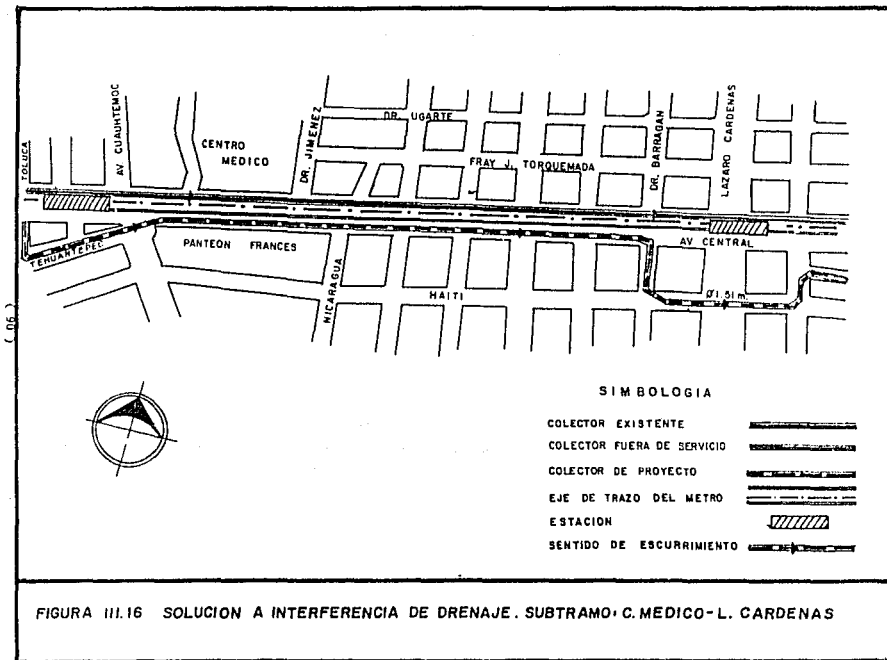 TOLUCA
AV CUAUHTEMOC
CENTRO
MEDICO
DR. JIMENEZ
DR. UGARTE
FRAY J. TORQUEMADA
DR. BARRAGAN
LAZARO CARDENAS
AV CENTRAL
TEHUANTEPEC
PANTEON FRANCES
NICARAGUA
HAITI
Ø 1.51 m.
( 90 )
SIMBOLOGIA
COLECTOR EXISTENTE
COLECTOR FUERA DE SERVICIO
COLECTOR DE PROYECTO
EJE DE TRAZO DEL METRO
ESTACION
SENTIDO DE ESCURRIMIENTO
FIGURA III.16 SOLUCION A INTERFERENCIA DE DRENAJE. SUBTRAMO: C. MEDICO - L. CARDENAS